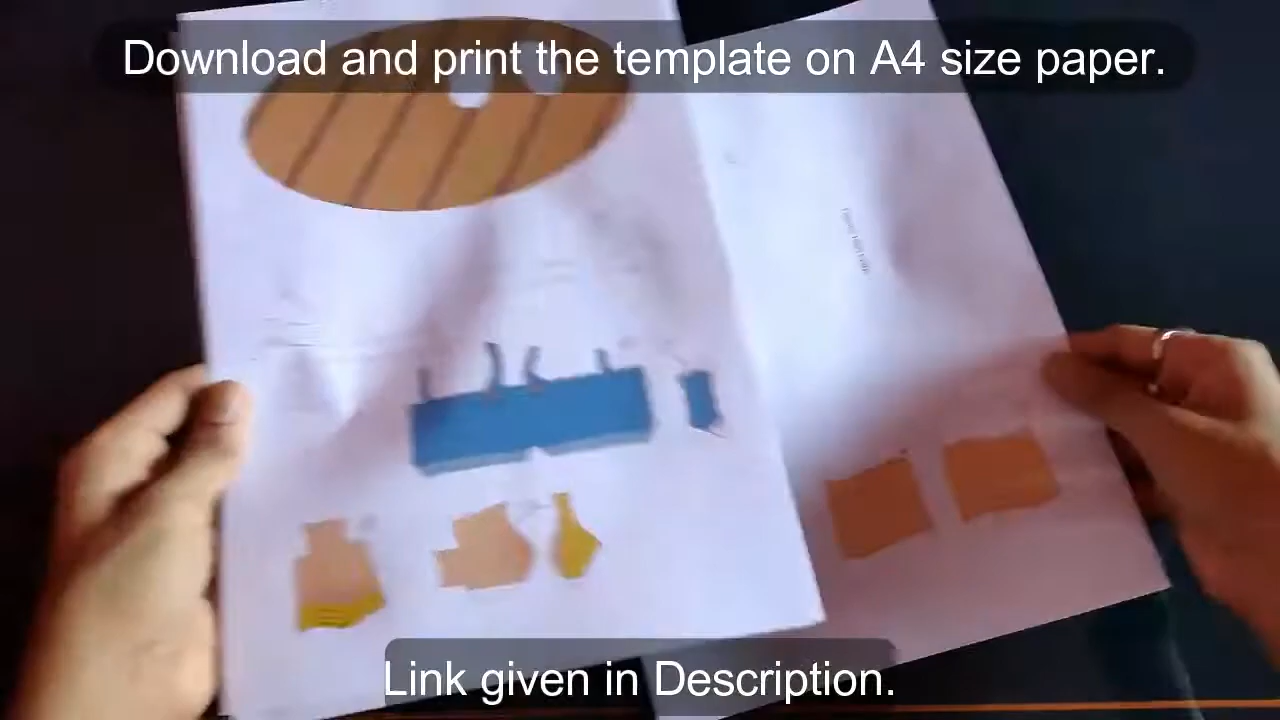 Download and print the template on A4 size paper.
Link given in Description.